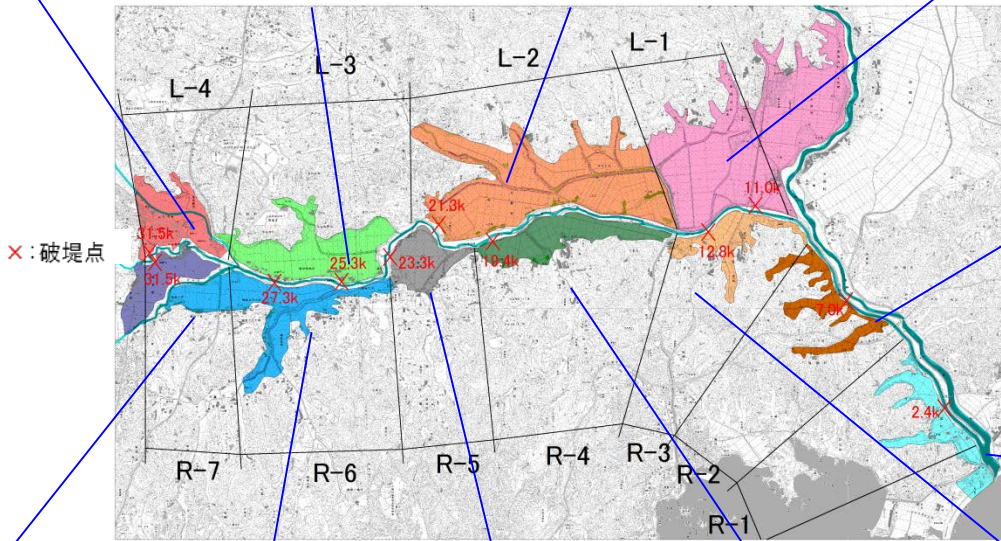 L-1
L-2
L-3
L-4
21.3k
11.0k
31.5k
12.8k
×:破堤点
23.3k
19.4k
25.3k
31.5k
27.3k
7.0k
2.4k
R-7
R-6
R-5
R-4
R-3
R-2
R-1